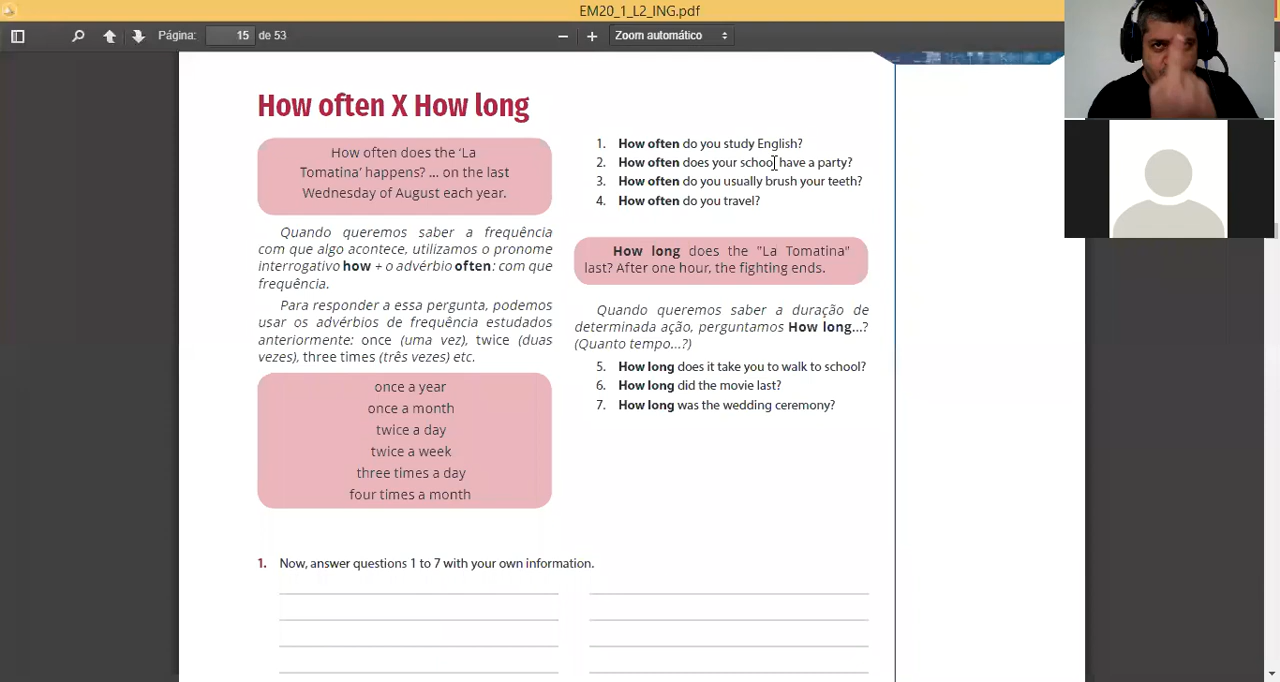 EM20_1_L2_ING.pdf
Página: 15 de 53
Zoom automático
How often X How long
How often does the ‘La
Tomatina’ happens? ... on the last
Wednesday of August each year.
Quando queremos saber a frequência
com que algo acontece, utilizamos o pronome
interrogativo how + o advérbio often: com que
frequência.
Para responder a essa pergunta, podemos
usar os advérbios de frequência estudados
anteriormente: once (uma vez), twice (duas
vezes), three times (três vezes) etc.
once a year
once a month
twice a day
twice a week
three times a day
four times a month
1. How often do you study English?
2. How often does your school have a party?
3. How often do you usually brush your teeth?
4. How often do you travel?
How long does the "La Tomatina"
last? After one hour, the fighting ends.
Quando queremos saber a duração de
determinada ação, perguntamos How long...?
(Quanto tempo...?)
5. How long does it take you to walk to school?
6. How long did the movie last?
7. How long was the wedding ceremony?
1. Now, answer questions 1 to 7 with your own information.